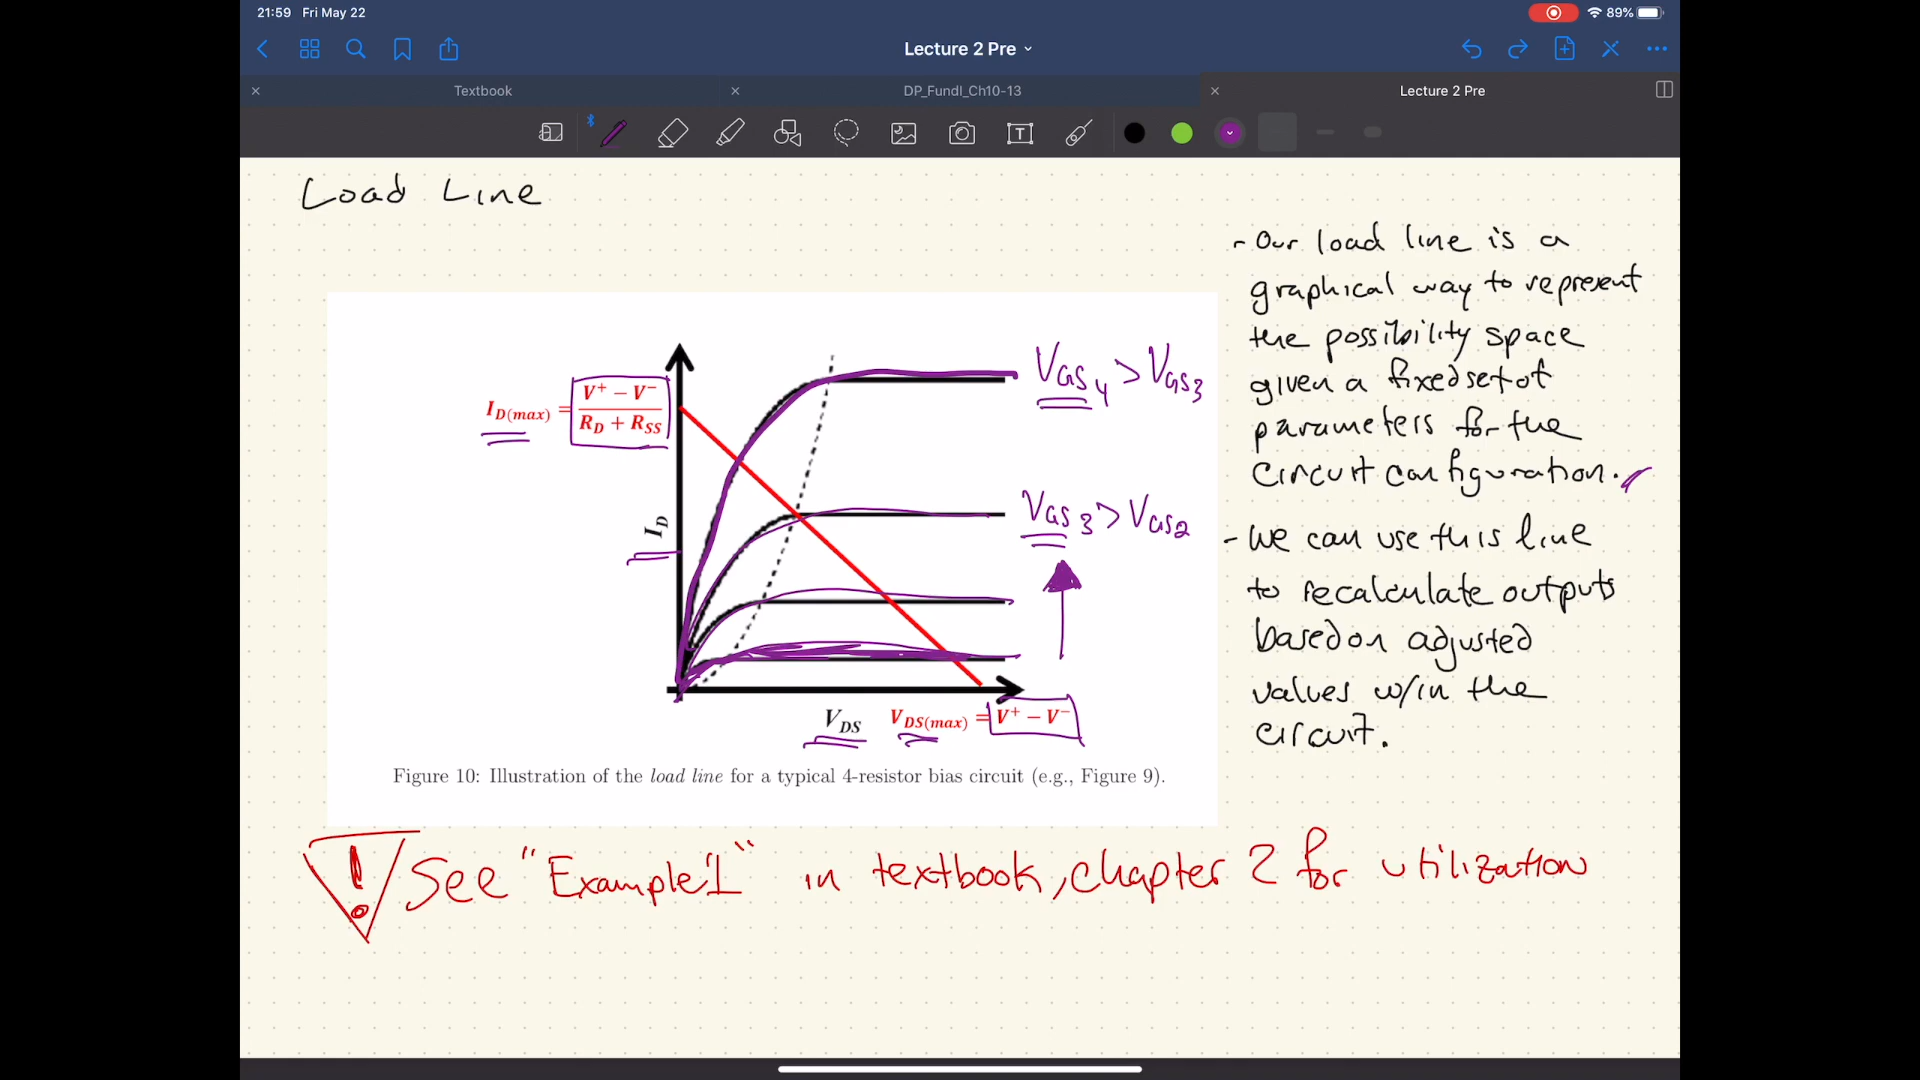 21:59 Fri May 22
89%
Lecture 2 Pre
Textbook
DP_Fundl_Ch10-13
Lecture 2 Pre
Load Line
I_D(max) = (V⁺ − V⁻) / (R_D + R_SS)
I_D
V_GS4 > V_GS3
V_GS3 > V_GS2
V_DS
V_DS(max) = V⁺ − V⁻
Figure 10: Illustration of the load line for a typical 4-resistor bias circuit (e.g., Figure 9).
- Our load line is a
graphical way to represent
the possibility space
given a fixed set of
parameters for the
circuit configuration.
- We can use this line
to recalculate outputs
based on adjusted
values w/in the
circuit.
! See "Example 1" in textbook, chapter 2 for utilization